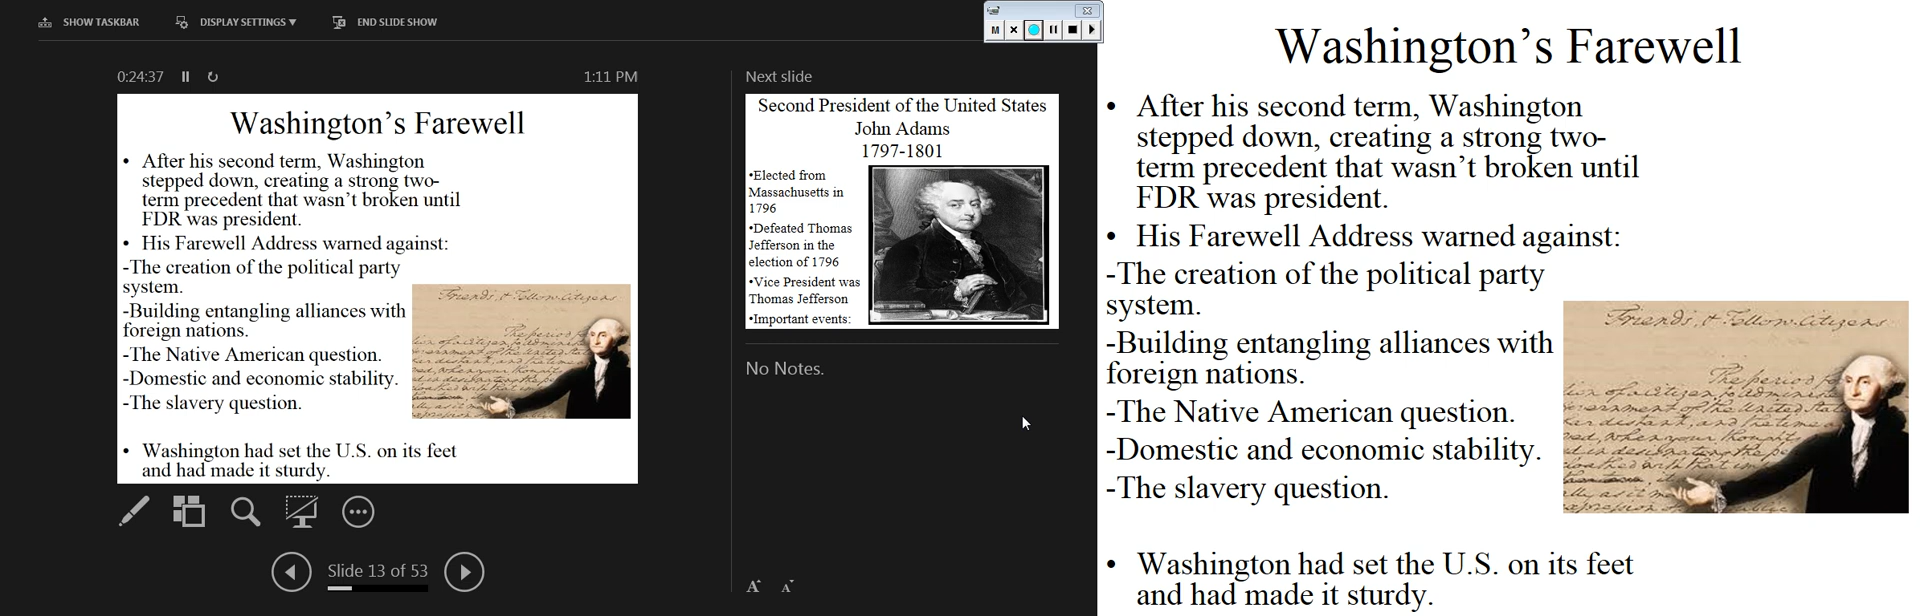 SHOW TASKBAR
DISPLAY SETTINGS ▼
END SLIDE SHOW
M
0:24:37
1:11 PM
Washington's Farewell
• After his second term, Washington
stepped down, creating a strong two-
term precedent that wasn't broken until
FDR was president.
• His Farewell Address warned against:
-The creation of the political party
system.
-Building entangling alliances with
foreign nations.
-The Native American question.
-Domestic and economic stability.
-The slavery question.
Friends, & Fellow-Citizens
The period
• Washington had set the U.S. on its feet
and had made it sturdy.
Slide 13 of 53
Next slide
Second President of the United States
John Adams
1797-1801
•Elected from
Massachusetts in
1796
•Defeated Thomas
Jefferson in the
election of 1796
•Vice President was
Thomas Jefferson
•Important events:
No Notes.
A A
Washington's Farewell
• After his second term, Washington
stepped down, creating a strong two-
term precedent that wasn't broken until
FDR was president.
• His Farewell Address warned against:
-The creation of the political party
system.
-Building entangling alliances with
foreign nations.
-The Native American question.
-Domestic and economic stability.
-The slavery question.
Friends, & Fellow-Citizens
The period
• Washington had set the U.S. on its feet
and had made it sturdy.